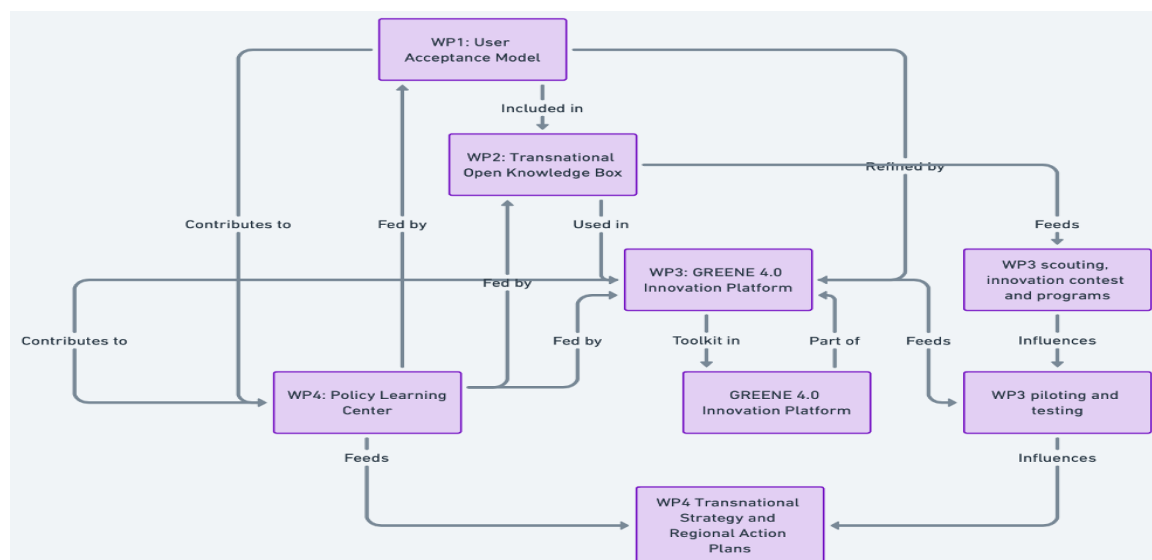 WP1: User
Acceptance Model
Included in
WP2: Transnational
Open Knowledge Box
Refined by
Contributes to
Fed by
Used in
Feeds
WP3: GREENE 4.0
Innovation Platform
WP3 scouting,
innovation contest
and programs
Fed by
Contributes to
Fed by
Toolkit in
Part of
Feeds
Influences
WP4: Policy Learning
Center
GREENE 4.0
Innovation Platform
WP3 piloting and
testing
Feeds
Influences
WP4 Transnational
Strategy and
Regional Action
Plans